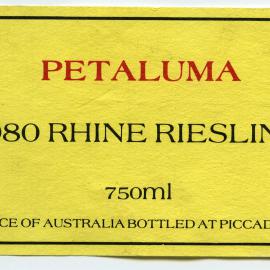 PETALUMA
980 RHINE RIESLIN
750ml
CE OF AUSTRALIA BOTTLED AT PICCAD